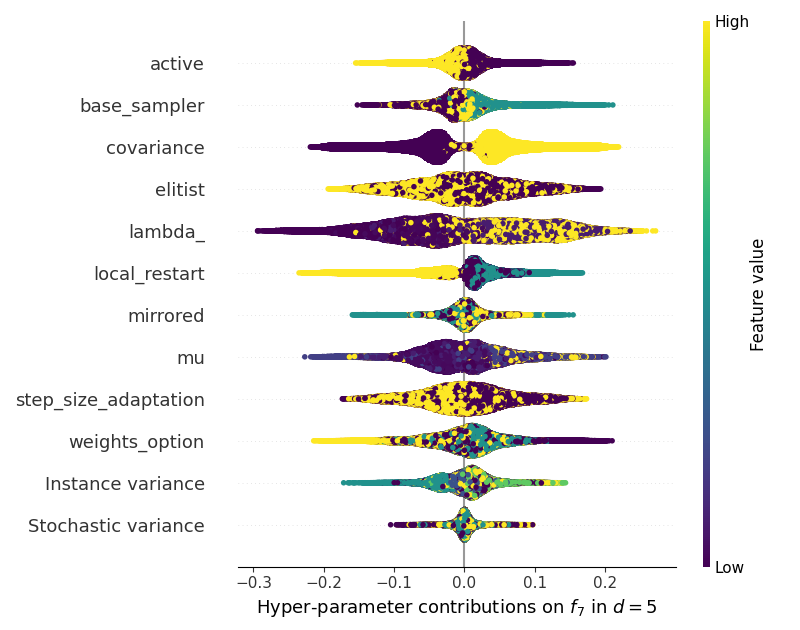 High
active
base_sampler
covariance
elitist
lambda_
local_restart
mirrored
mu
step_size_adaptation
weights_option
Instance variance
Stochastic variance
Feature value
Low
−0.3 −0.2 −0.1 0.0 0.1 0.2
Hyper-parameter contributions on f7 in d = 5